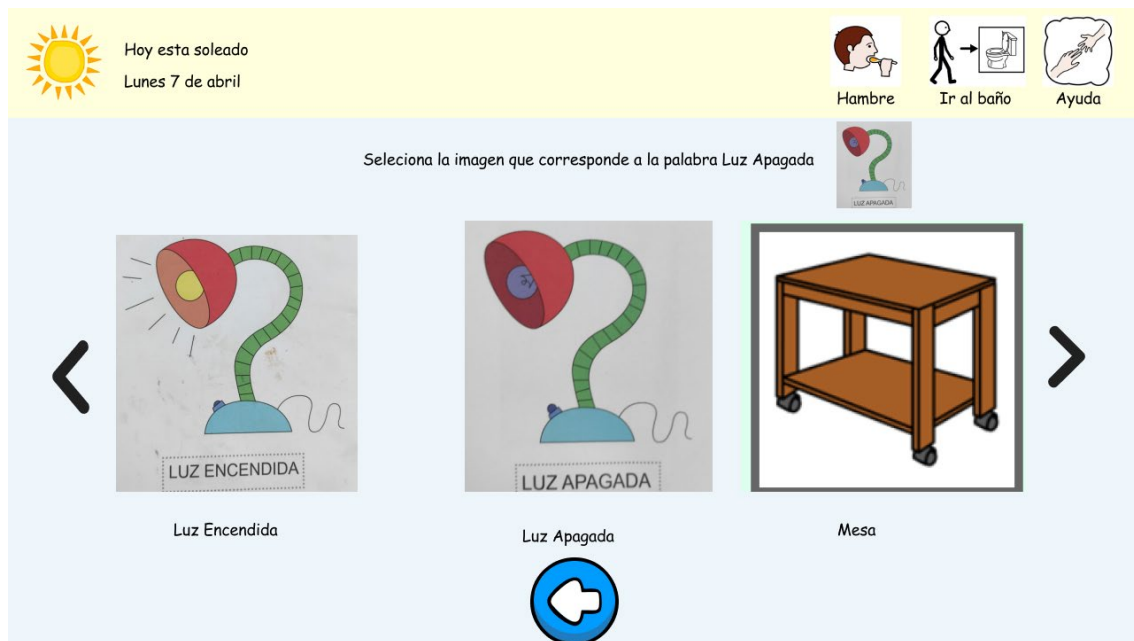 Hoy esta soleado
Lunes 7 de abril
Hambre
Ir al baño
Ayuda
Seleciona la imagen que corresponde a la palabra Luz Apagada
LUZ APAGADA
LUZ ENCENDIDA
LUZ APAGADA
Luz Encendida
Luz Apagada
Mesa